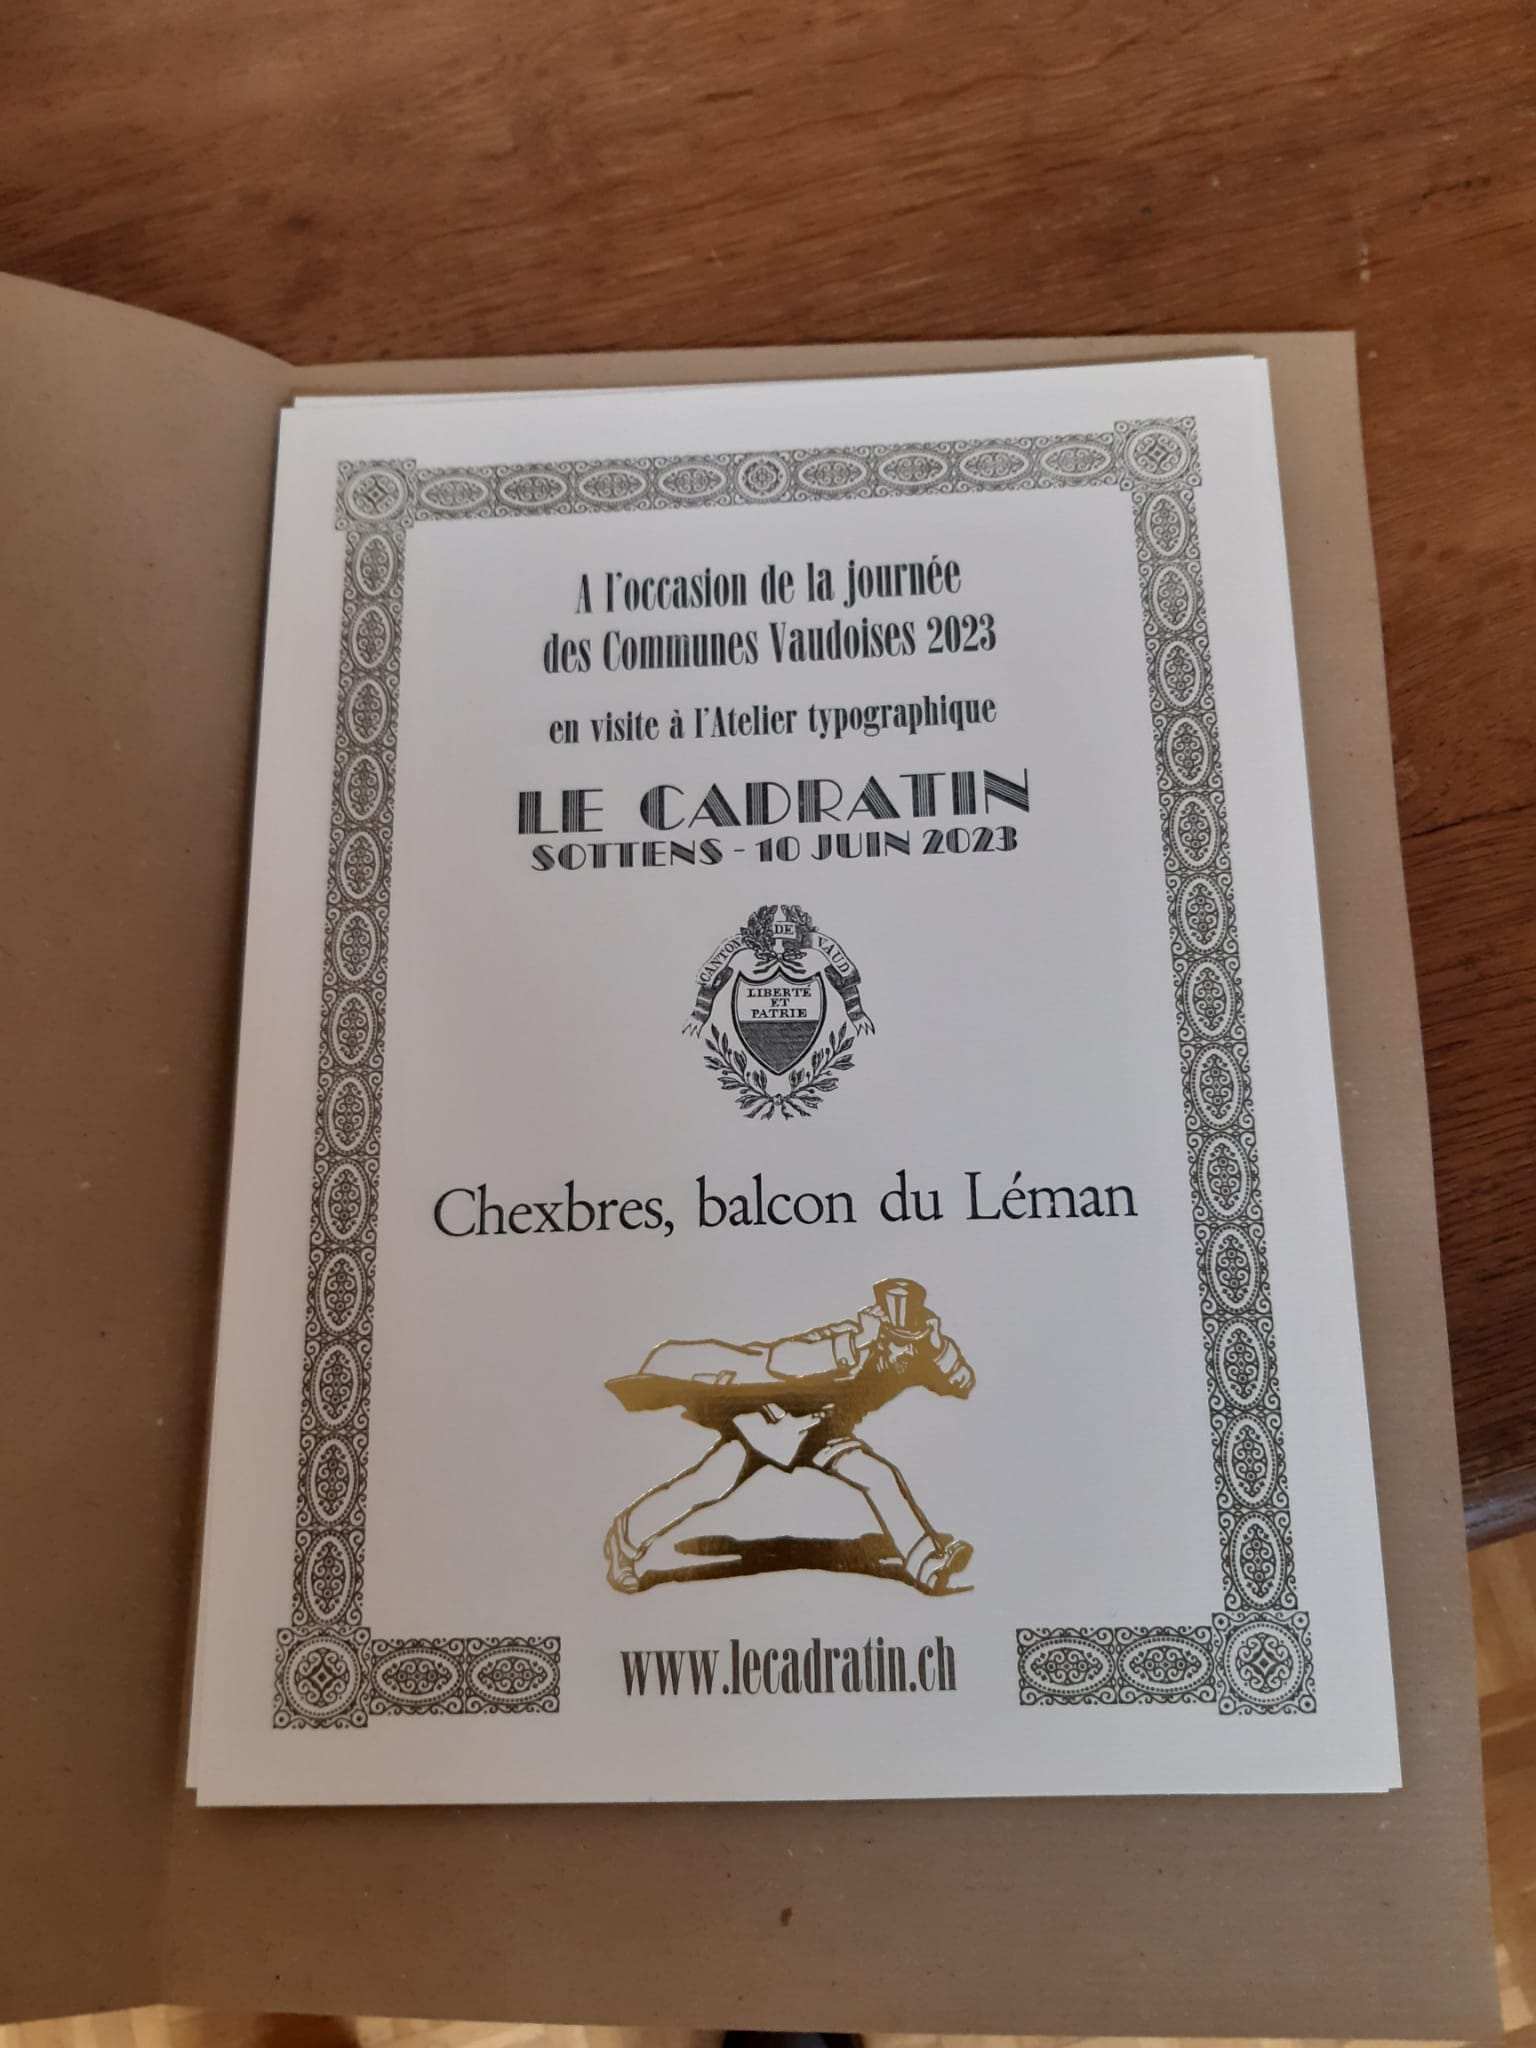 A l'occasion de la journée
des Communes Vaudoises 2023
en visite à l'Atelier typographique
LE CADRATIN
SOTTENS - 10 JUIN 2023
CANTON DE VAUD
LIBERTÉ
ET
PATRIE
Chexbres, balcon du Léman
www.lecadratin.ch